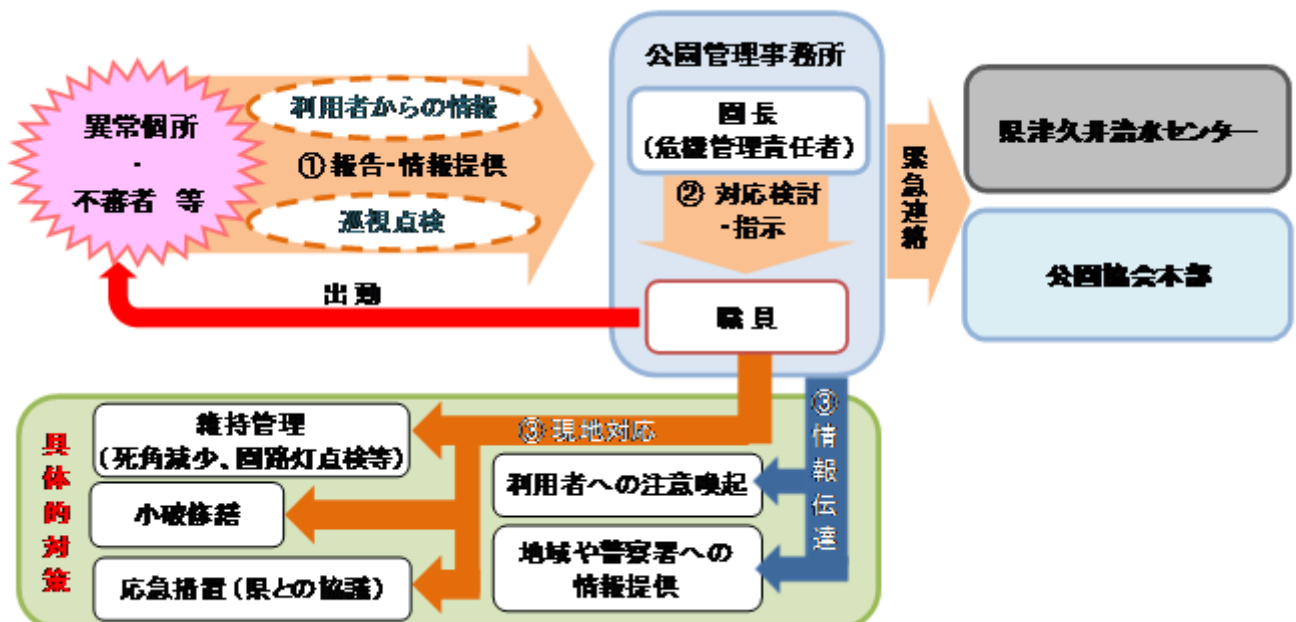 異常個所
・
不審者 等
利用者からの情報
①報告・情報提供
巡視点検
出動
公園管理事務所
園長
(危機管理責任者)
② 対応検討
・指示
職員
緊急連絡
県津久井治水センター
公園協会本部
具体的対策
③現地対応
維持管理
(死角減少、園路灯点検等)
小破修繕
応急措置(県との協議)
③情報伝達
利用者への注意喚起
地域や警察署への
情報提供